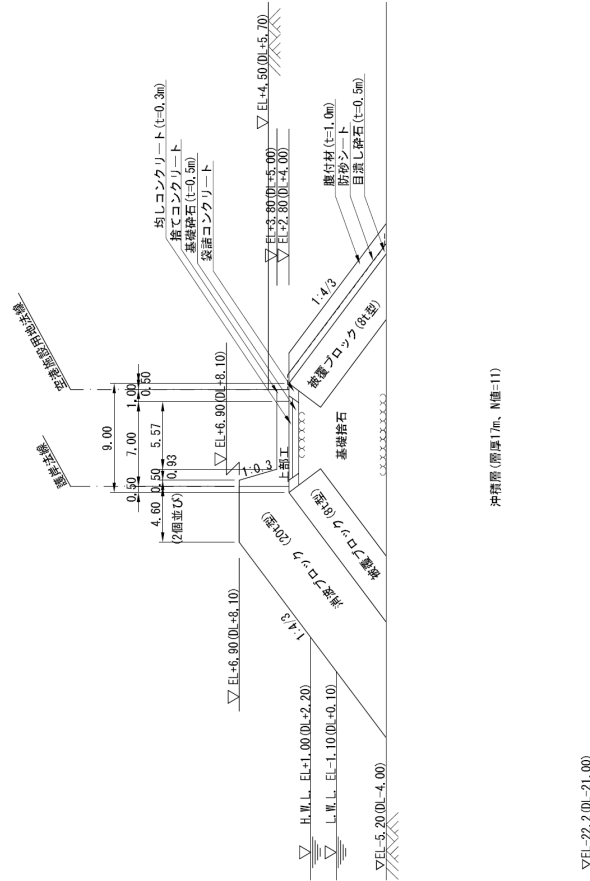 護岸法線
空港施設用地法線
9.00
0.50
7.00
1.00
0.50
4.60
0.50
0.93
5.57
(2個並び)
均しコンクリート(t=0.3m)
捨てコンクリート
基礎砕石(t=0.5m)
袋詰コンクリート
▽ EL+6.90(DL+8.10)
▽ EL+6.90(DL+8.10)
▽ EL+4.50(DL+5.70)
▽ EL+3.80(DL+5.00)
▽ EL+2.80(DL+4.00)
1:0.3
上部工
消波ブロック(20t型)
1:4/3
被覆ブロック(8t型)
基礎捨石
被覆ブロック(8t型)
1:4/3
腹付材(t=1.0m)
防砂シート
目潰し砕石(t=0.5m)
▽ H.W.L. EL+1.00(DL+2.20)
▽ L.W.L. EL-1.10(DL+0.10)
▽EL-5.20(DL-4.00)
沖積層(層厚17m、N値=11)
▽EL-22.2(DL-21.00)